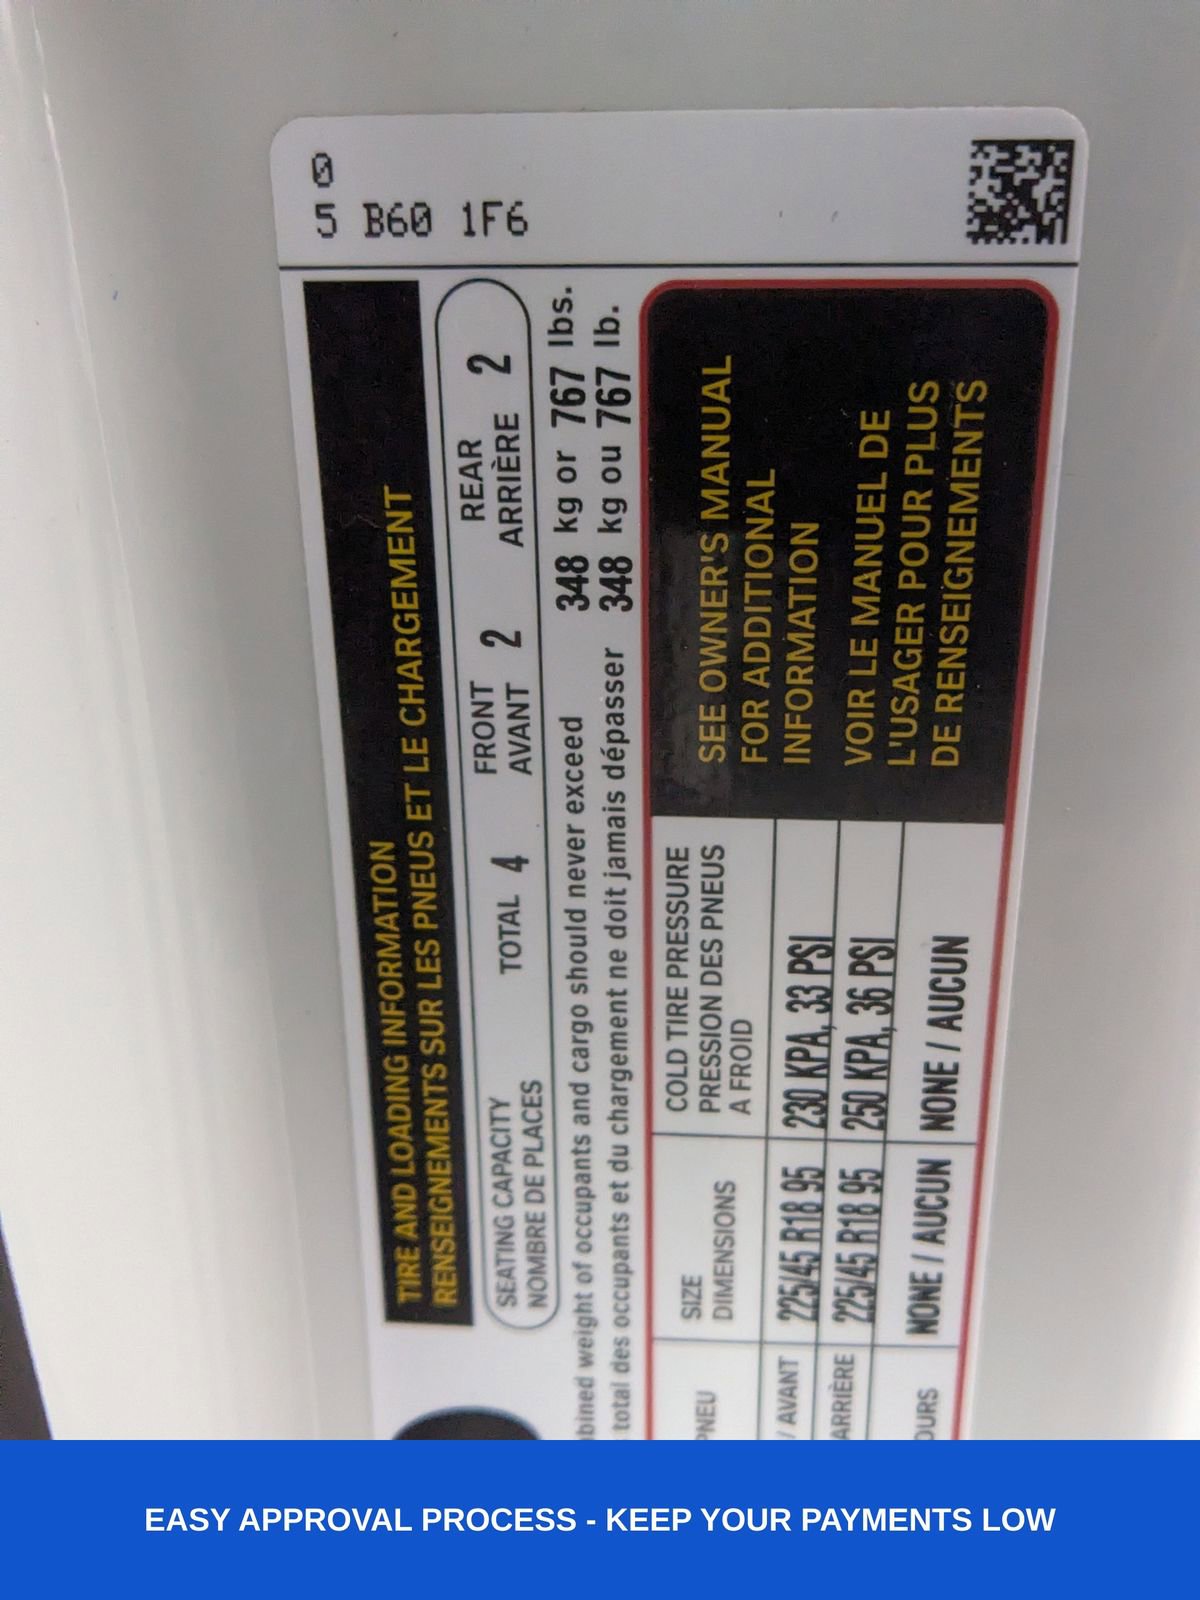 0
5 B60 1F6
TIRE AND LOADING INFORMATION
RENSEIGNEMENTS SUR LES PNEUS ET LE CHARGEMENT
SEATING CAPACITY
NOMBRE DE PLACES
TOTAL 4
FRONT
AVANT 2
REAR
ARRIÈRE 2
weight of occupants and cargo should never exceed 348 kg or 767 lbs.
total des occupants et du chargement ne doit jamais dépasser 348 kg ou 767 lb.
PNEU
SIZE
DIMENSIONS
COLD TIRE PRESSURE
PRESSION DES PNEUS
A FROID
/ AVANT 225/45 R18 95 230 KPA, 33 PSI
ARRIÈRE 225/45 R18 95 250 KPA, 36 PSI
NONE / AUCUN NONE / AUCUN
SEE OWNER'S MANUAL
FOR ADDITIONAL
INFORMATION
VOIR LE MANUEL DE
L'USAGER POUR PLUS
DE RENSEIGNEMENTS
EASY APPROVAL PROCESS - KEEP YOUR PAYMENTS LOW